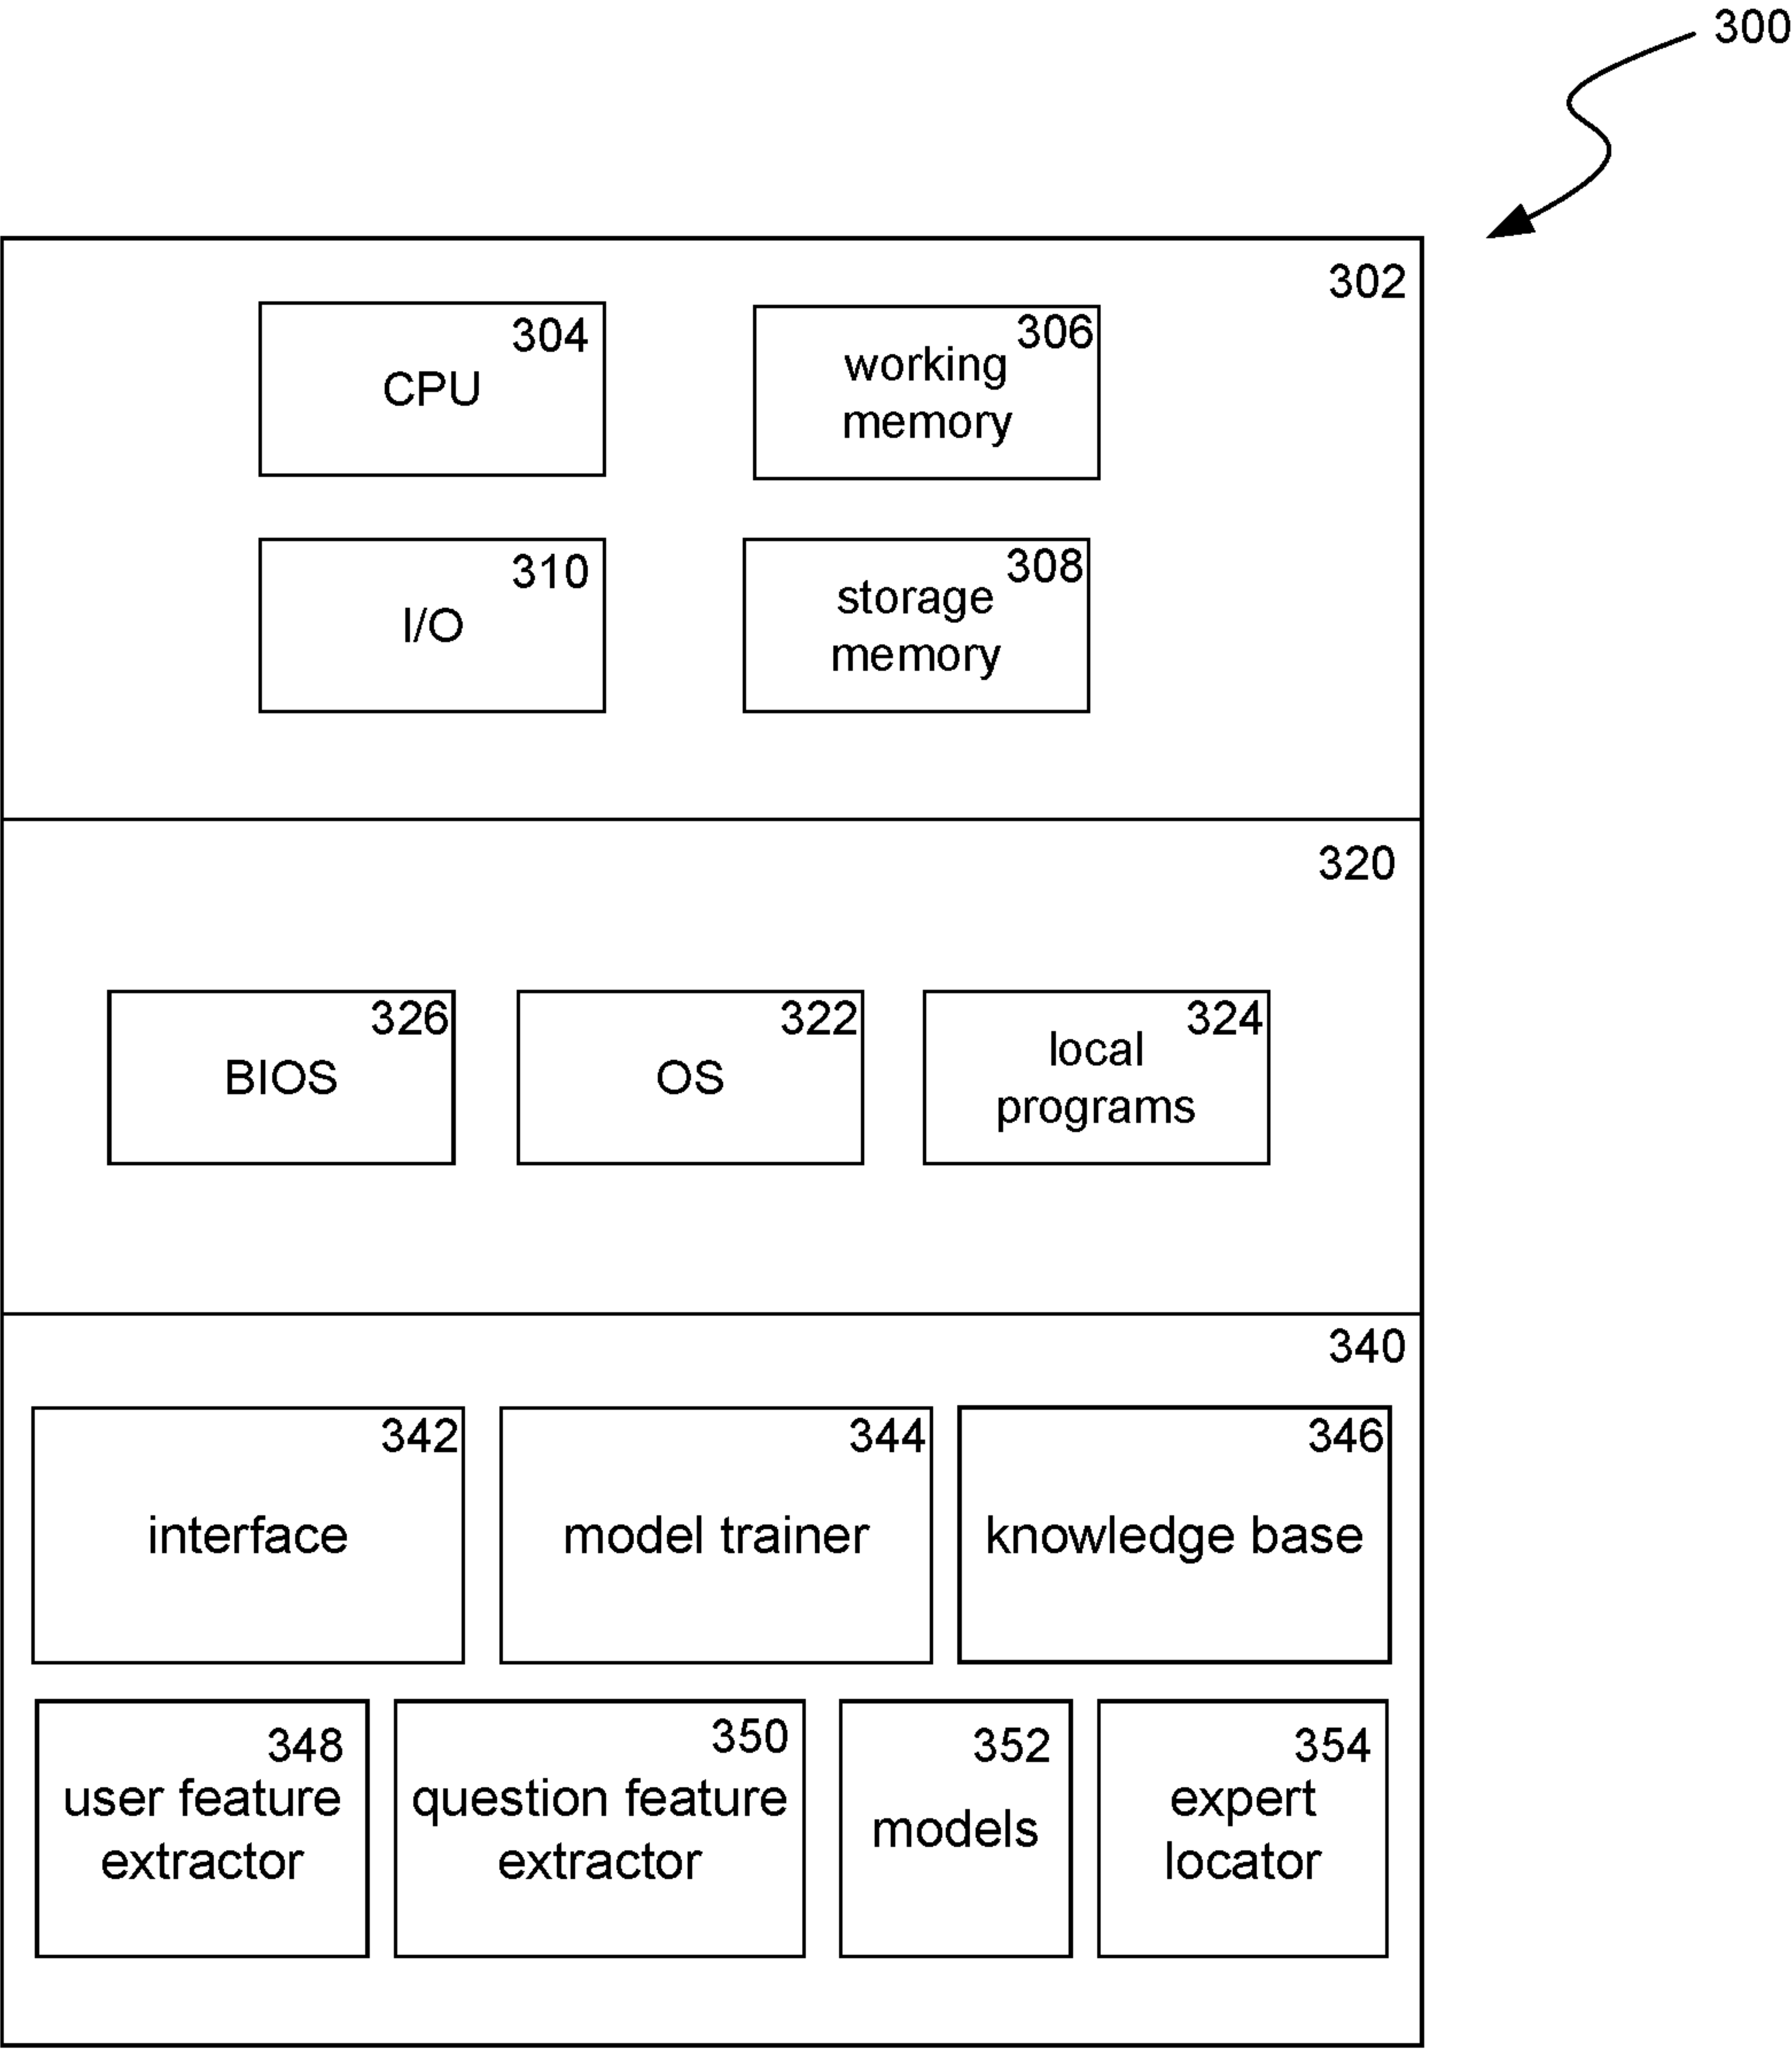 300
302
304
CPU
306
working
memory
310
I/O
308
storage
memory
320
326
BIOS
322
OS
324
local
programs
340
342
interface
344
model trainer
346
knowledge base
348
user feature
extractor
350
question feature
extractor
352
models
354
expert
locator